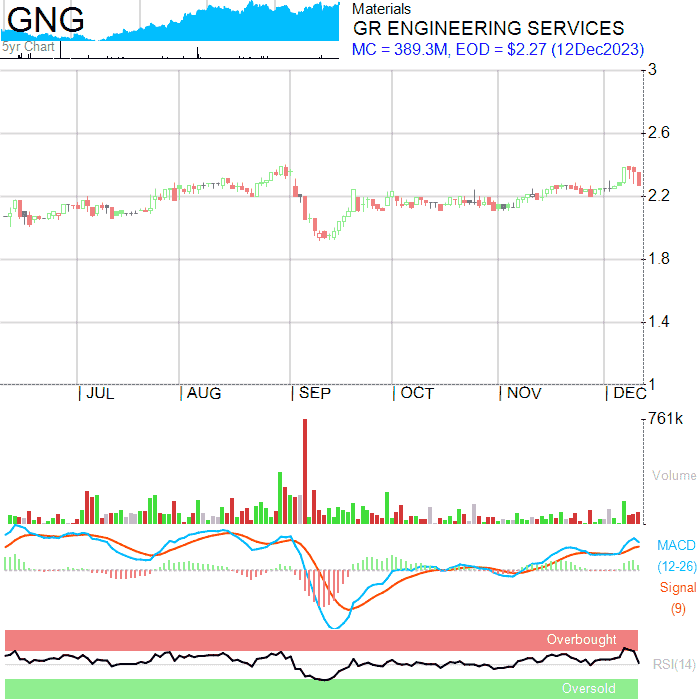 GNG
5yr Chart
Materials
GR ENGINEERING SERVICES
MC = 389.3M, EOD = $2.27 (12Dec2023)
3
2.6
2.2
1.8
1.4
1
JUL AUG SEP OCT NOV DEC
761k
Volume
MACD
(12-26)
Signal
(9)
Overbought
RSI(14)
Oversold